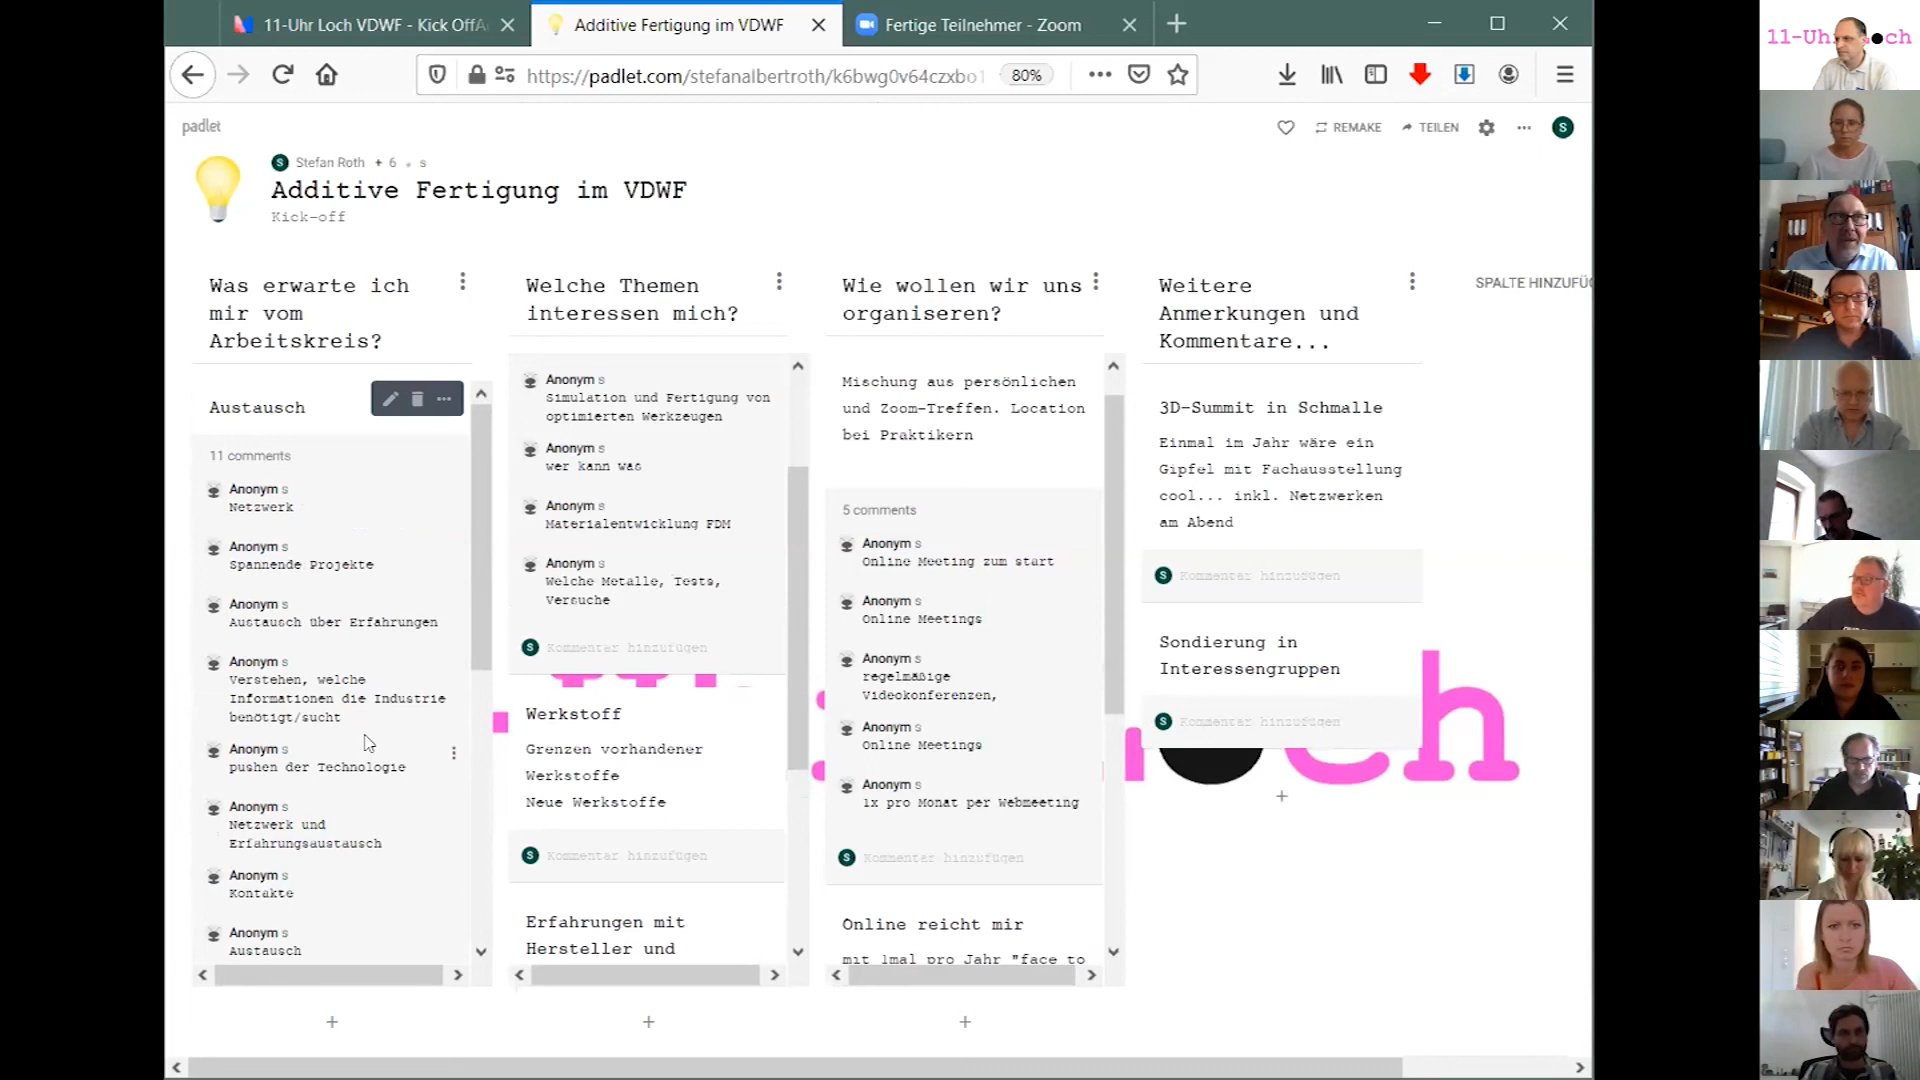 11-Uhr Loch VDWF - Kick OffA
Additive Fertigung im VDWF
Fertige Teilnehmer - Zoom
https://padlet.com/stefanalbertroth/k6bwg0v64czxbo1
80%
padlet
REMAKE
TEILEN
S
S Stefan Roth + 6 s
Additive Fertigung im VDWF
Kick-off
Was erwarte ich
mir vom
Arbeitskreis?
Austausch
11 comments
Anonym s
Netzwerk
Anonym s
Spannende Projekte
Anonym s
Austausch über Erfahrungen
Anonym s
Verstehen, welche
Informationen die Industrie
benötigt/sucht
Anonym s
pushen der Technologie
Anonym s
Netzwerk und
Erfahrungsaustausch
Anonym s
Kontakte
Anonym s
Austausch
Welche Themen
interessen mich?
Anonym s
Simulation und Fertigung von
optimierten Werkzeugen
Anonym s
wer kann was
Anonym s
Materialentwicklung FDM
Anonym s
Welche Metalle, Tests,
Versuche
S Kommentar hinzufügen
Werkstoff
Grenzen vorhandener
Werkstoffe
Neue Werkstoffe
S Kommentar hinzufügen
Erfahrungen mit
Hersteller und
Wie wollen wir uns
organiseren?
Mischung aus persönlichen
und Zoom-Treffen. Location
bei Praktikern
5 comments
Anonym s
Online Meeting zum start
Anonym s
Online Meetings
Anonym s
regelmäßige
Videokonferenzen,
Anonym s
Online Meetings
Anonym s
1x pro Monat per Webmeeting
S Kommentar hinzufügen
Online reicht mir
mit 1mal pro Jahr "face to
Weitere
Anmerkungen und
Kommentare...
3D-Summit in Schmalle
Einmal im Jahr wäre ein
Gipfel mit Fachausstellung
cool... inkl. Netzwerken
am Abend
S Kommentar hinzufügen
Sondierung in
Interessengruppen
S Kommentar hinzufügen
SPALTE HINZUFÜG
ch
11-Uh
ch